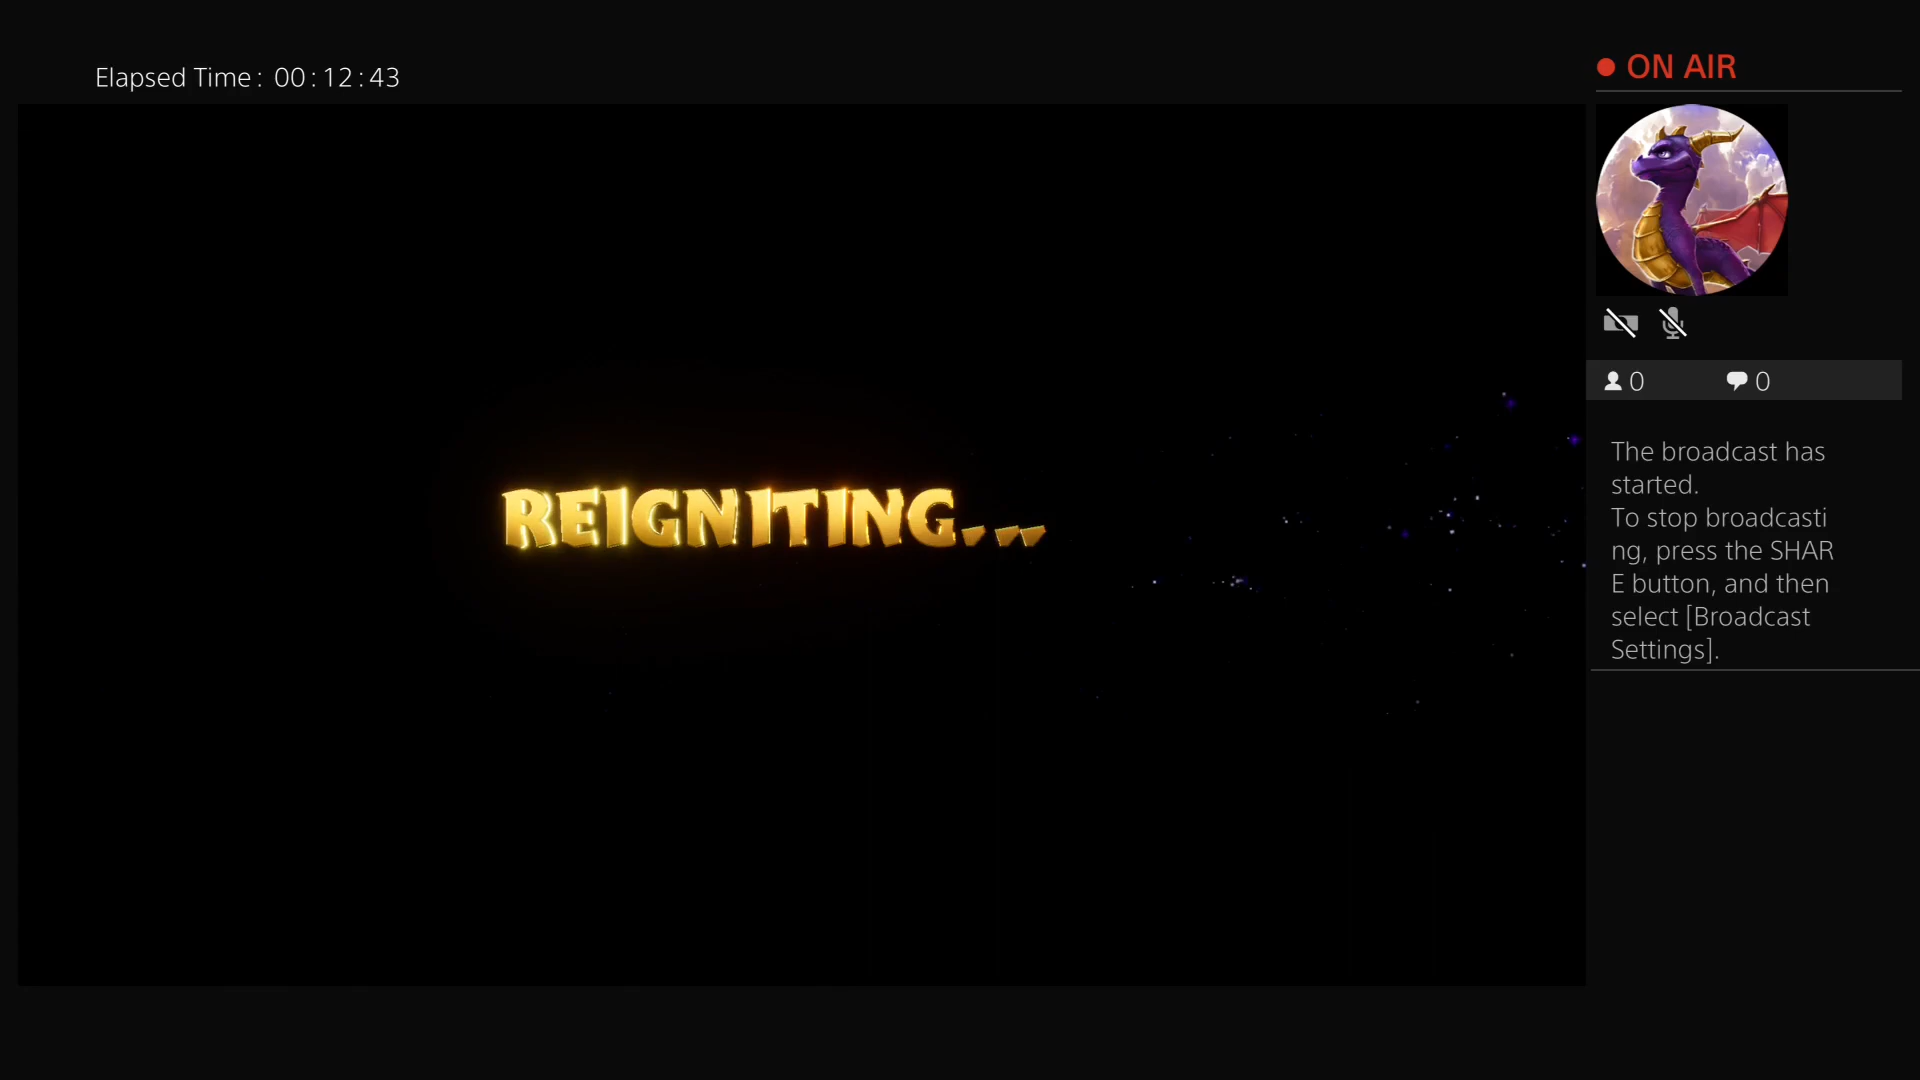 Elapsed Time: 00:12:43
ON AIR
REIGNITING...
0 0
The broadcast has
started.
To stop broadcasti
ng, press the SHAR
E button, and then
select [Broadcast
Settings].